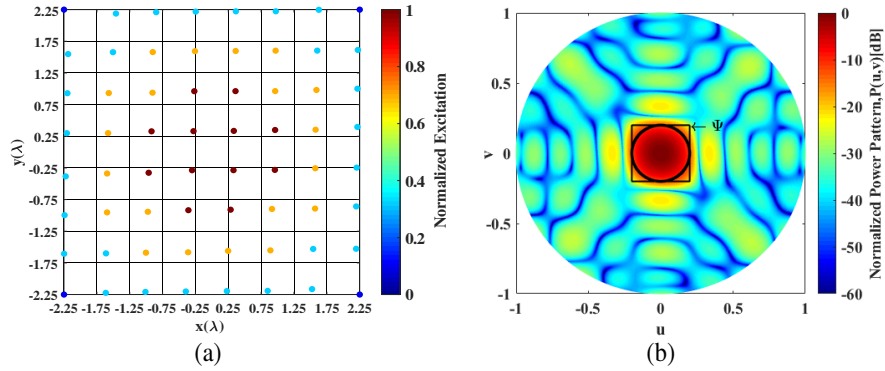 2.25
1.75
1.25
0.75
0.25
-0.25
-0.75
-1.25
-1.75
-2.25
y(λ)
-2.25 -1.75 -1.25 -0.75 -0.25 0.25 0.75 1.25 1.75 2.25
x(λ)
1
0.8
0.6
0.4
0.2
0
Normalized Excitation
(a)
1
0.5
0
-0.5
-1
v
Ψ
-1 -0.5 0 0.5 1
u
0
-10
-20
-30
-40
-50
-60
Normalized Power Pattern,P(u,v)[dB]
(b)